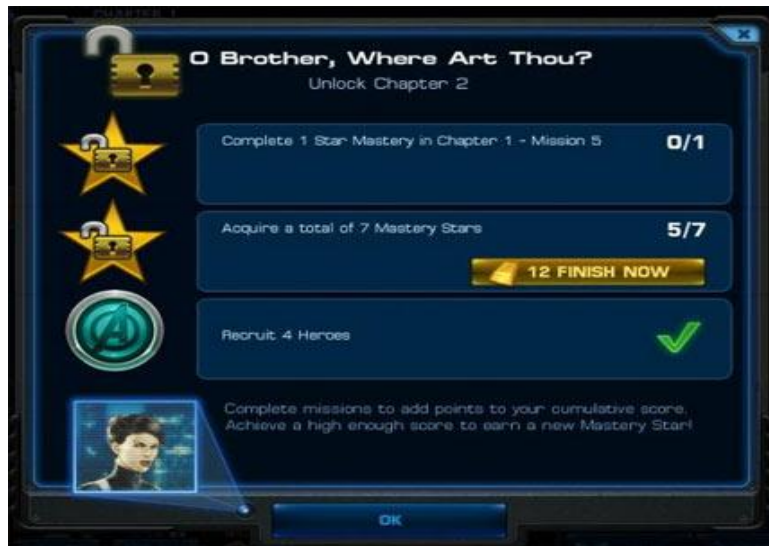 CHAPTER 1
O Brother, Where Art Thou?
Unlock Chapter 2
Complete 1 Star Mastery in Chapter 1 - Mission 5
0/1
Acquire a total of 7 Mastery Stars
5/7
12 FINISH NOW
Recruit 4 Heroes
Complete missions to add points to your cumulative score.
Achieve a high enough score to earn a new Mastery Star!
OK